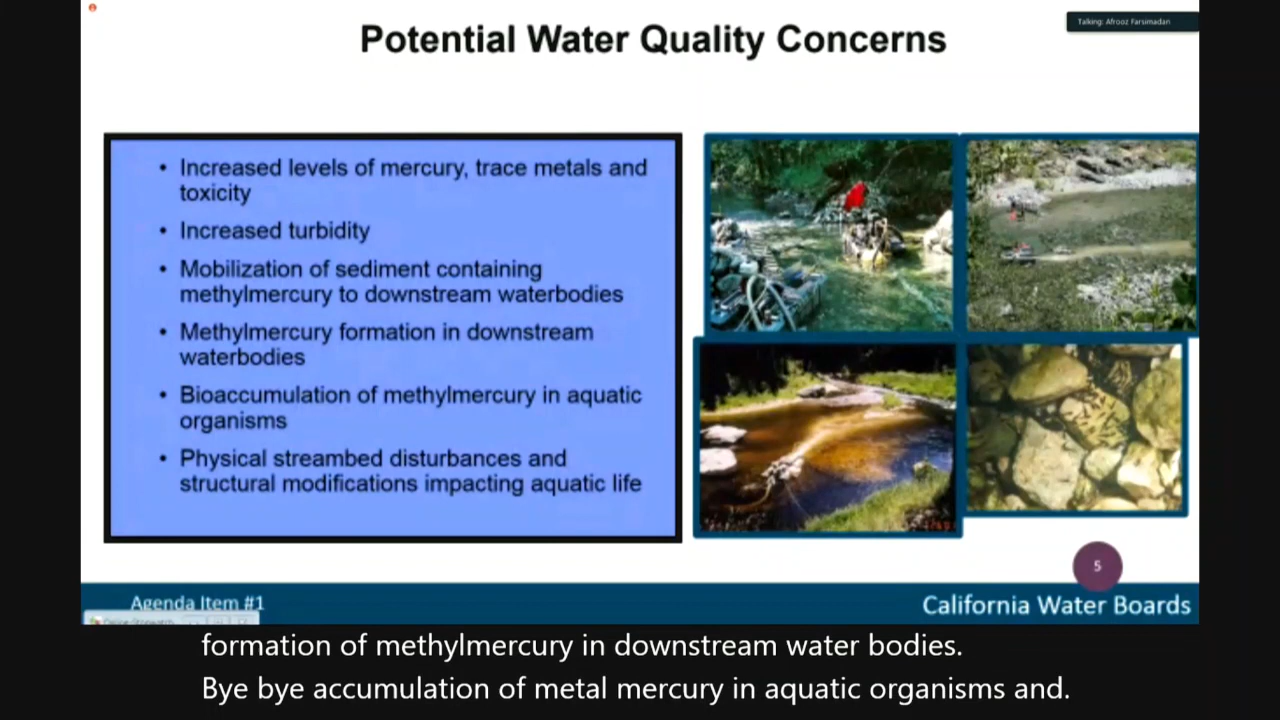 Talking: Afrooz Farsimadan
Potential Water Quality Concerns
• Increased levels of mercury, trace metals and
toxicity
• Increased turbidity
• Mobilization of sediment containing
methylmercury to downstream waterbodies
• Methylmercury formation in downstream
waterbodies
• Bioaccumulation of methylmercury in aquatic
organisms
• Physical streambed disturbances and
structural modifications impacting aquatic life
5
Agenda Item #1
California Water Boards
formation of methylmercury in downstream water bodies.
Bye bye accumulation of metal mercury in aquatic organisms and.